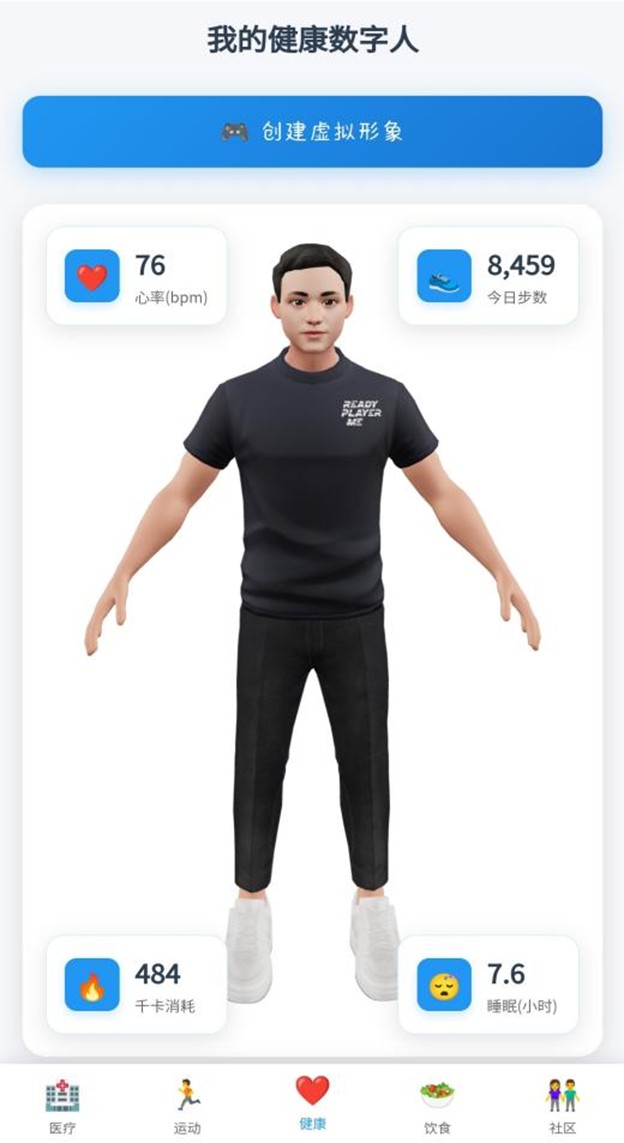 我的健康数字人
🎮 创建虚拟形象
76
心率(bpm)
8,459
今日步数
READY
PLAYER
ME
484
千卡消耗
7.6
睡眠(小时)
医疗
运动
健康
饮食
社区